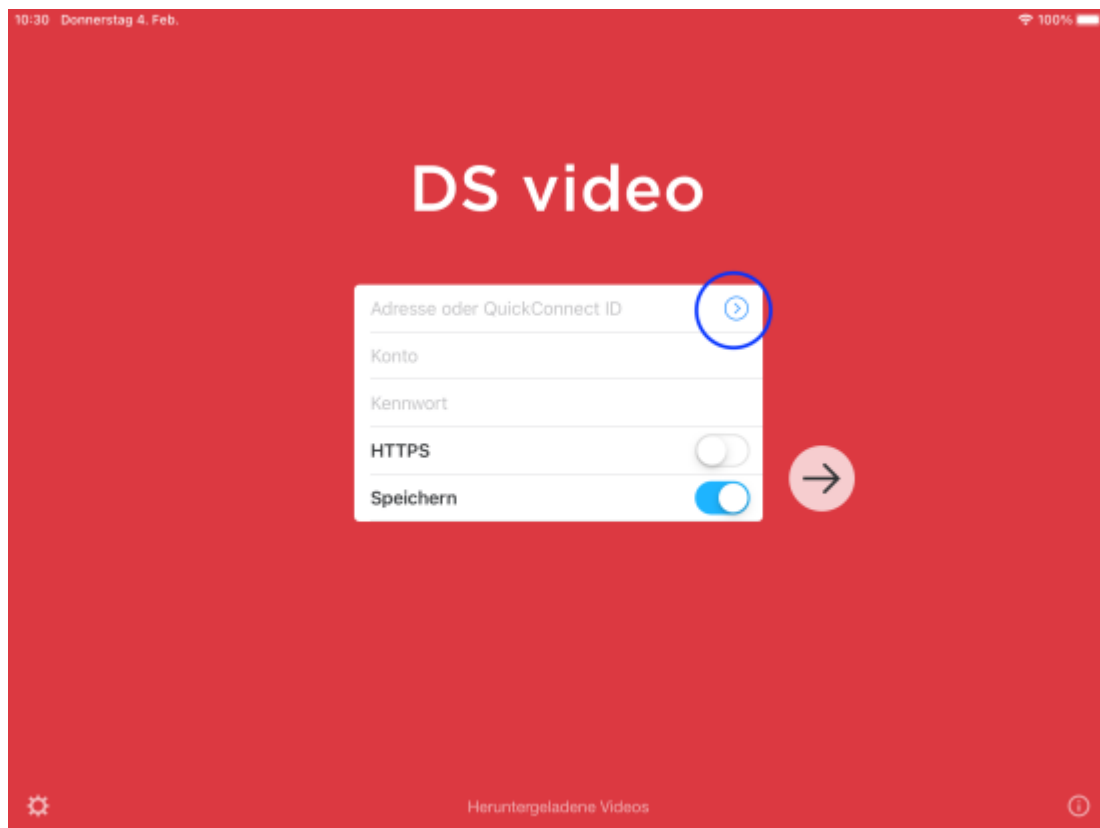 10:30 Donnerstag 4. Feb. 100%
DS video
Adresse oder QuickConnect ID
Konto
Kennwort
HTTPS
Speichern
Heruntergeladene Videos